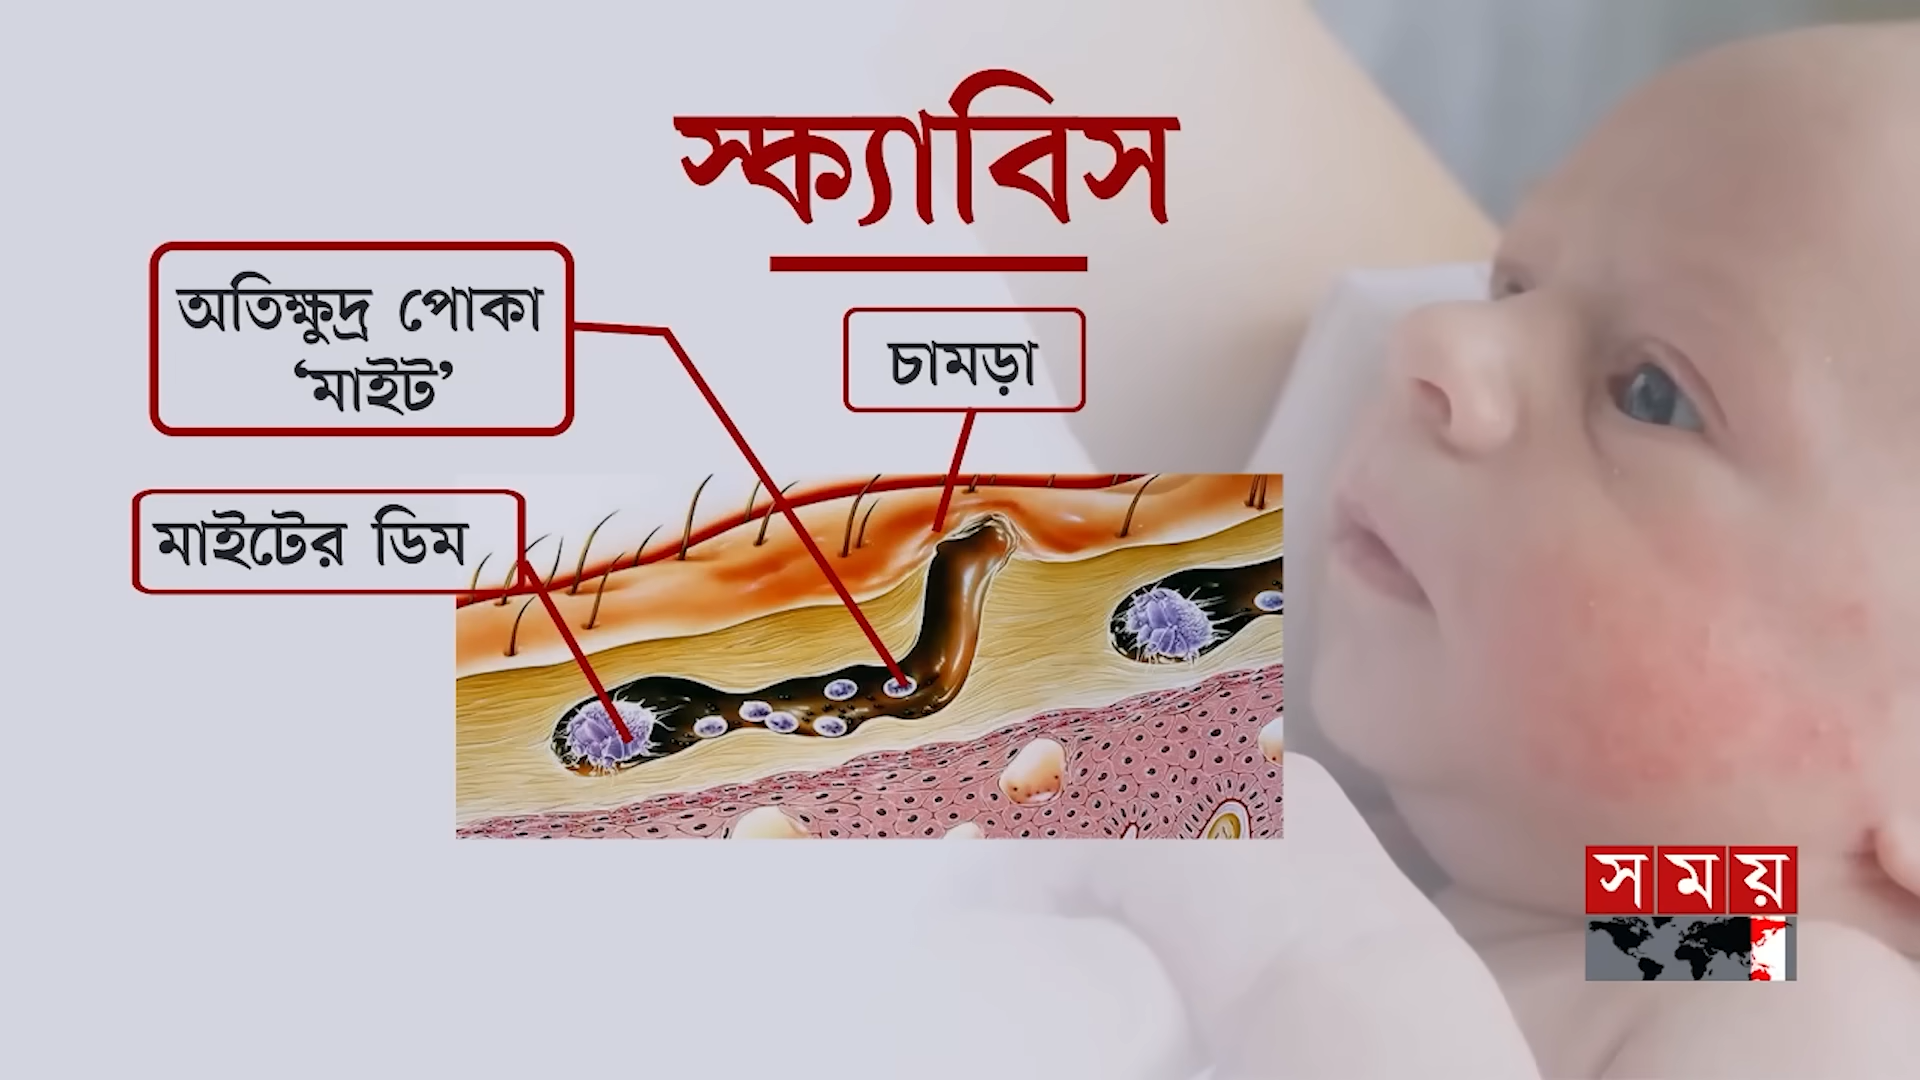 স্ক্যাবিস
অতিক্ষুদ্র পোকা
‘মাইট’
চামড়া
মাইটের ডিম
সময়